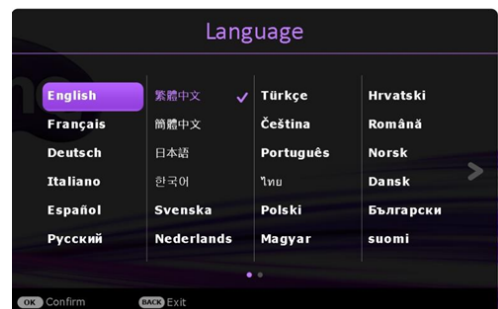 Language
English
Français
Deutsch
Italiano
Español
Русский
繁體中文
簡體中文
日本語
한국어
Svenska
Nederlands
Türkçe
Čeština
Português
ไทย
Polski
Magyar
Hrvatski
Română
Norsk
Dansk
Български
suomi
OK Confirm
BACK Exit